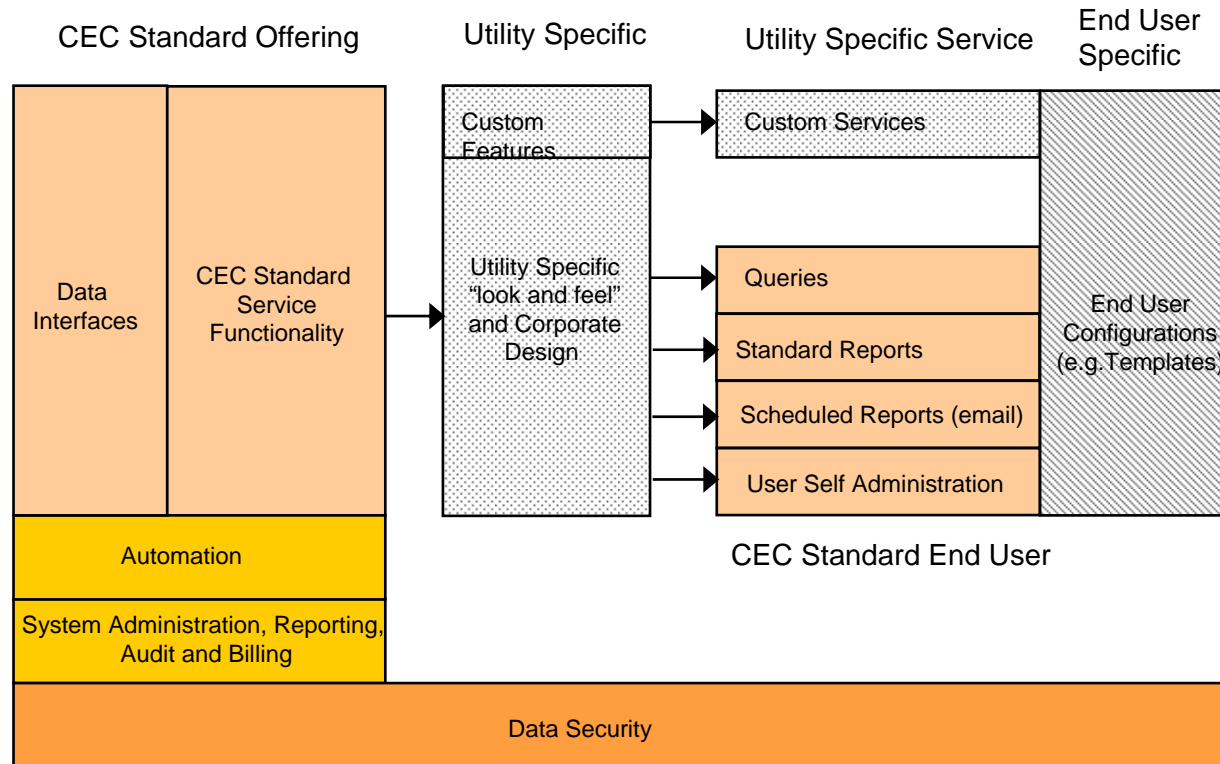 CEC Standard Offering
Utility Specific
Utility Specific Service
End User
Specific
Custom
Features
Custom Services
Data
Interfaces
CEC Standard
Service
Functionality
Utility Specific
“look and feel”
and Corporate
Design
Queries
Standard Reports
Scheduled Reports (email)
User Self Administration
End User
Configurations
(e.g.Templates)
CEC Standard End User
Automation
System Administration, Reporting,
Audit and Billing
Data Security